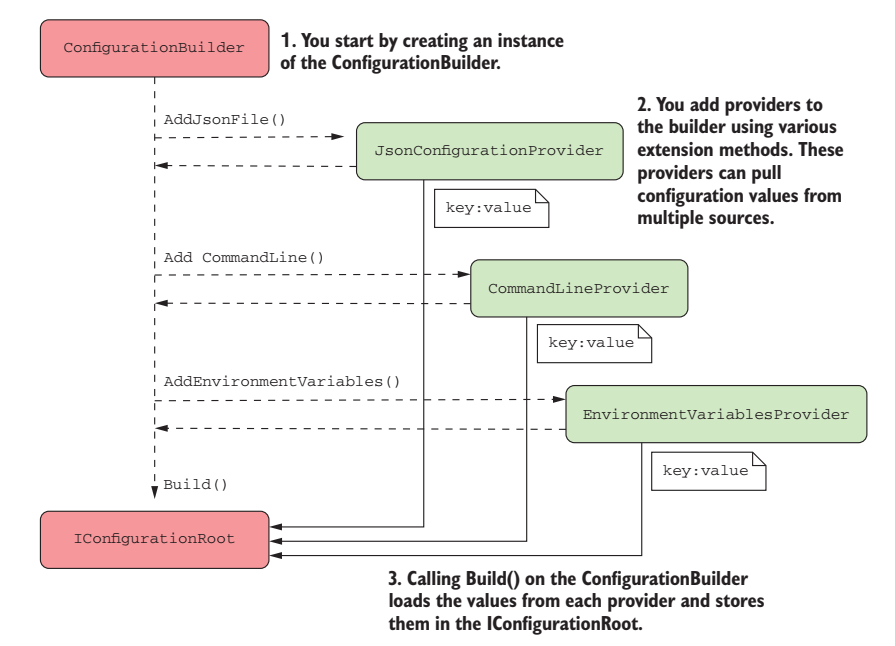 ConfigurationBuilder
1. You start by creating an instance
of the ConfigurationBuilder.
AddJsonFile()
2. You add providers to
the builder using various
extension methods. These
providers can pull
configuration values from
multiple sources.
JsonConfigurationProvider
key:value
Add CommandLine()
CommandLineProvider
key:value
AddEnvironmentVariables()
EnvironmentVariablesProvider
key:value
Build()
IConfigurationRoot
3. Calling Build() on the ConfigurationBuilder
loads the values from each provider and stores
them in the IConfigurationRoot.